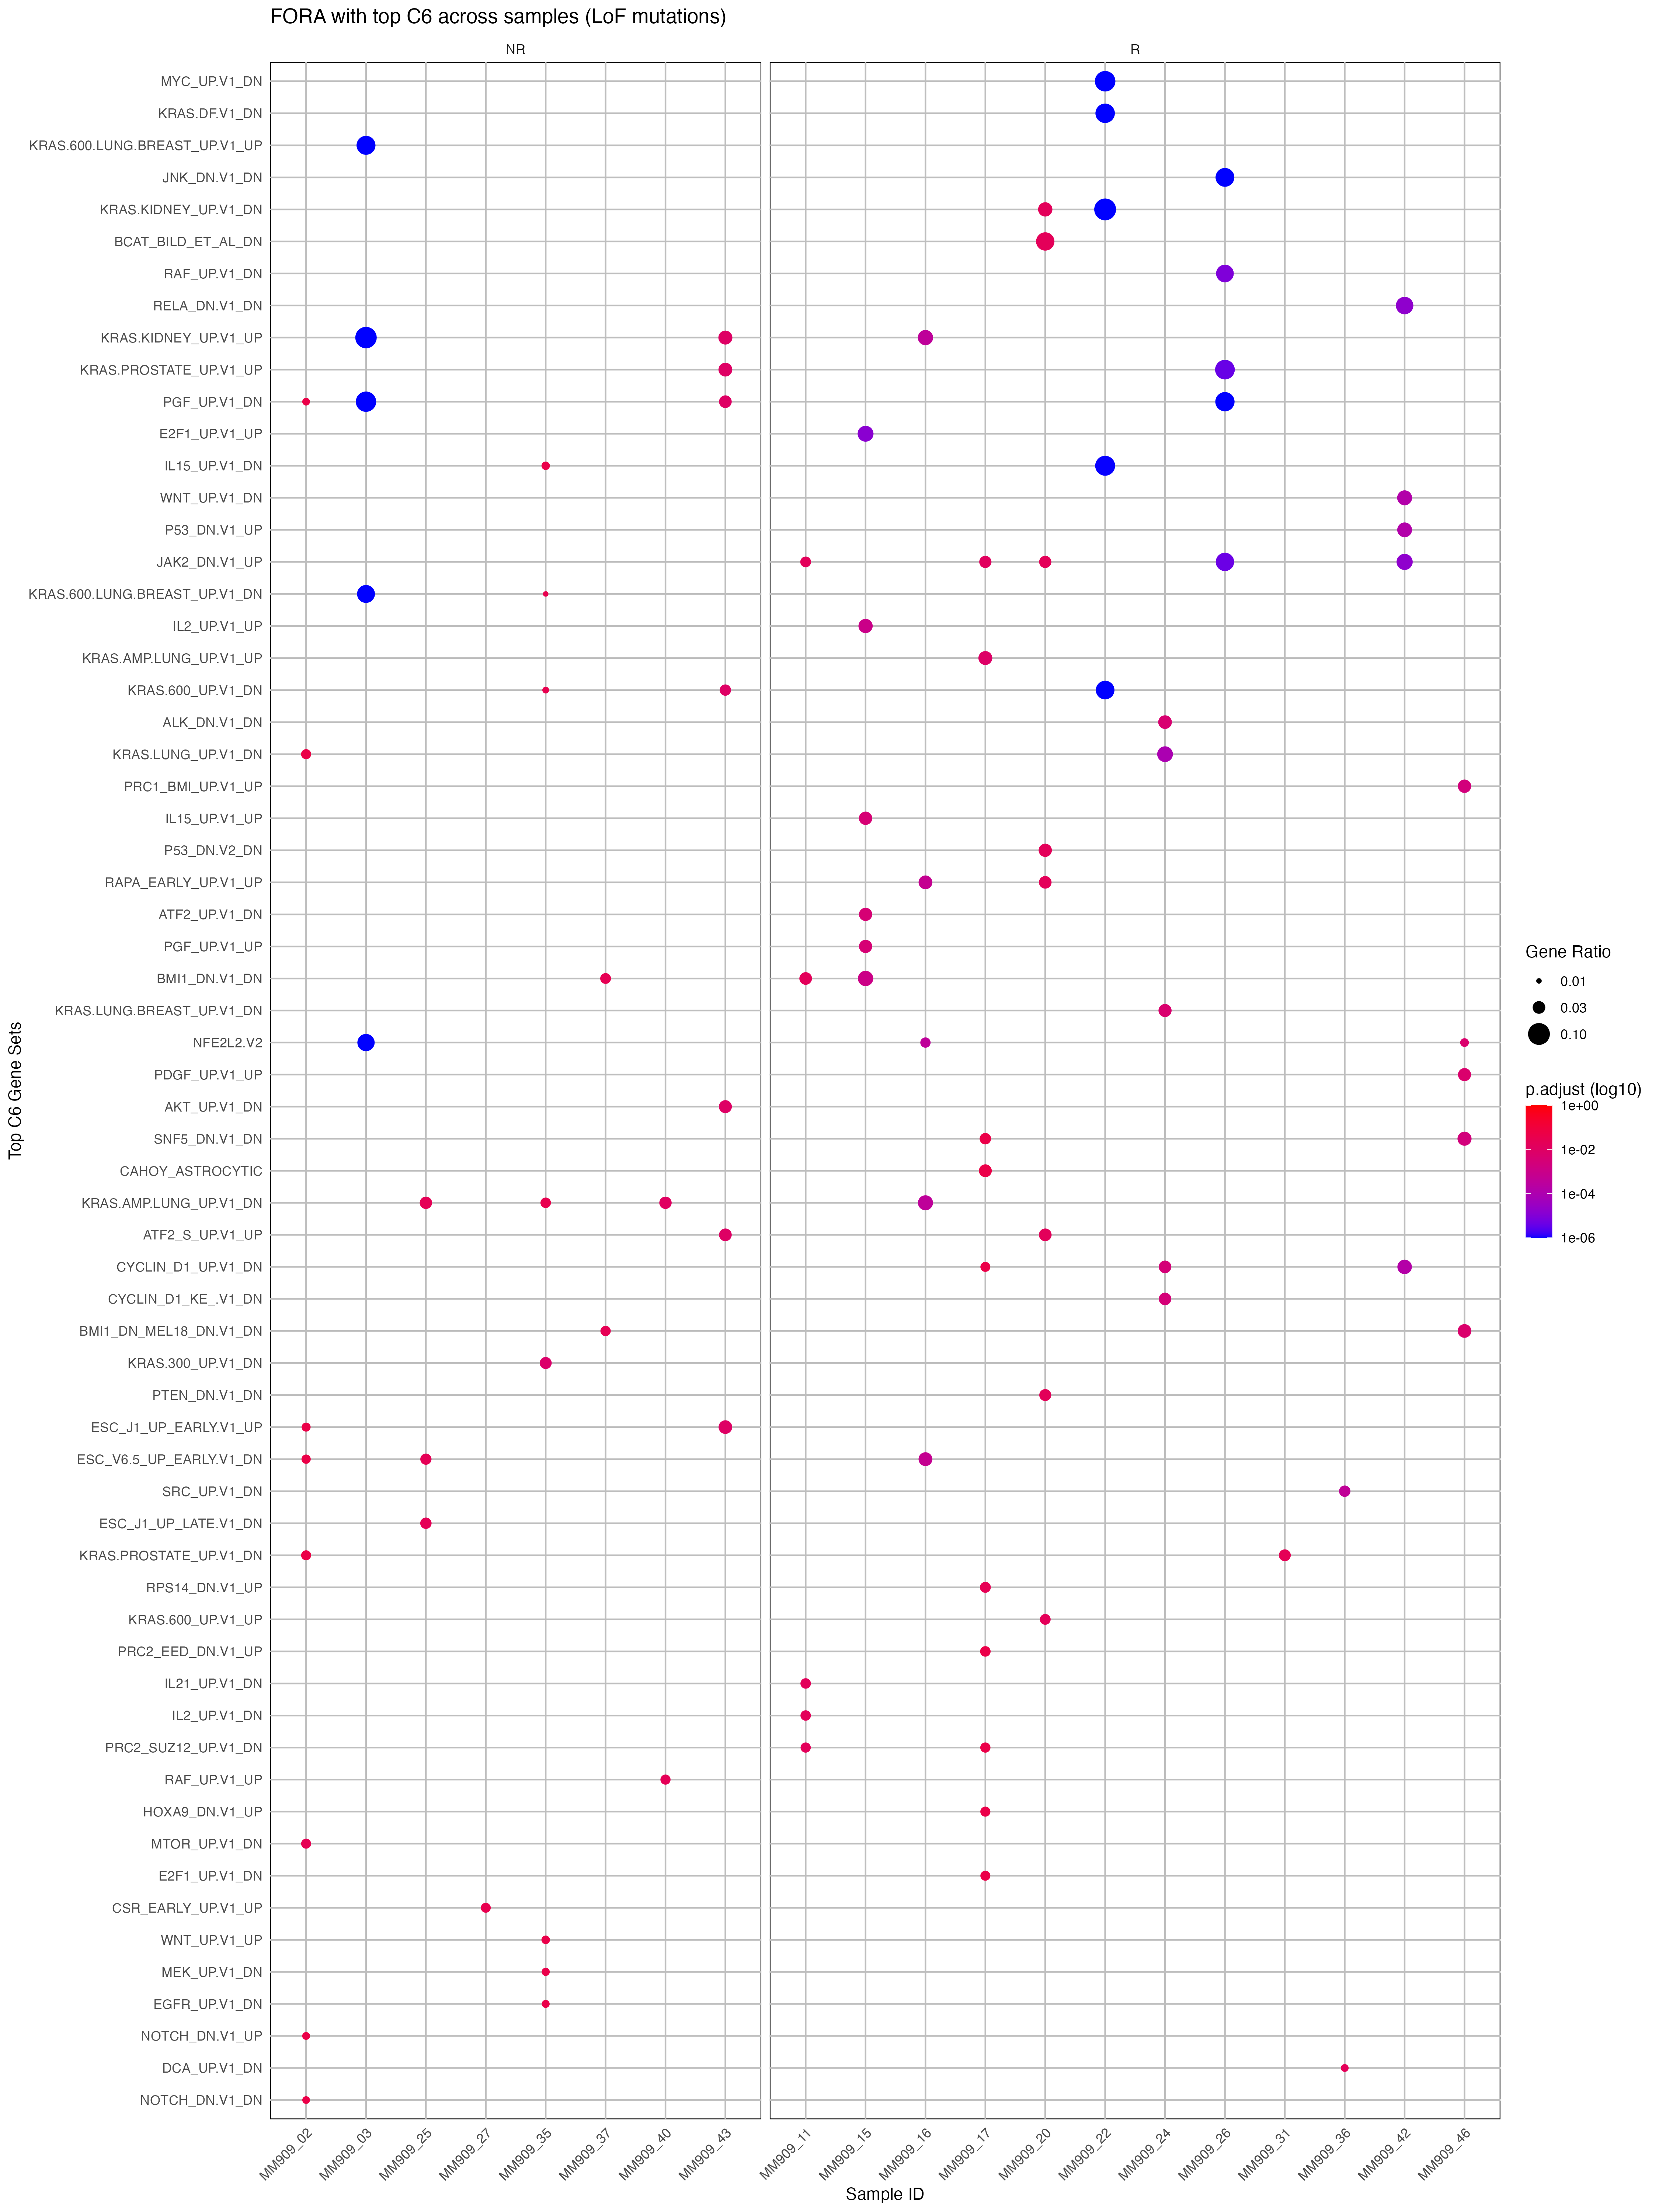 FORA with top C6 across samples (LoF mutations)
NR
R
MYC_UP.V1_DN
KRAS.DF.V1_DN
KRAS.600.LUNG.BREAST_UP.V1_UP
JNK_DN.V1_DN
KRAS.KIDNEY_UP.V1_DN
BCAT_BILD_ET_AL_DN
RAF_UP.V1_DN
RELA_DN.V1_DN
KRAS.KIDNEY_UP.V1_UP
KRAS.PROSTATE_UP.V1_UP
PGF_UP.V1_DN
E2F1_UP.V1_UP
IL15_UP.V1_DN
WNT_UP.V1_DN
P53_DN.V1_UP
JAK2_DN.V1_UP
KRAS.600.LUNG.BREAST_UP.V1_DN
IL2_UP.V1_UP
KRAS.AMP.LUNG_UP.V1_UP
KRAS.600_UP.V1_DN
ALK_DN.V1_DN
KRAS.LUNG_UP.V1_DN
PRC1_BMI_UP.V1_UP
IL15_UP.V1_UP
P53_DN.V2_DN
RAPA_EARLY_UP.V1_UP
ATF2_UP.V1_DN
PGF_UP.V1_UP
BMI1_DN.V1_DN
KRAS.LUNG.BREAST_UP.V1_DN
NFE2L2.V2
PDGF_UP.V1_UP
AKT_UP.V1_DN
SNF5_DN.V1_DN
CAHOY_ASTROCYTIC
KRAS.AMP.LUNG_UP.V1_DN
ATF2_S_UP.V1_UP
CYCLIN_D1_UP.V1_DN
CYCLIN_D1_KE_.V1_DN
BMI1_DN_MEL18_DN.V1_DN
KRAS.300_UP.V1_DN
PTEN_DN.V1_DN
ESC_J1_UP_EARLY.V1_UP
ESC_V6.5_UP_EARLY.V1_DN
SRC_UP.V1_DN
ESC_J1_UP_LATE.V1_DN
KRAS.PROSTATE_UP.V1_DN
RPS14_DN.V1_UP
KRAS.600_UP.V1_UP
PRC2_EED_DN.V1_UP
IL21_UP.V1_DN
IL2_UP.V1_DN
PRC2_SUZ12_UP.V1_DN
RAF_UP.V1_UP
HOXA9_DN.V1_UP
MTOR_UP.V1_DN
E2F1_UP.V1_DN
CSR_EARLY_UP.V1_UP
WNT_UP.V1_UP
MEK_UP.V1_DN
EGFR_UP.V1_DN
NOTCH_DN.V1_UP
DCA_UP.V1_DN
NOTCH_DN.V1_DN
Top C6 Gene Sets
MM909_02
MM909_03
MM909_25
MM909_27
MM909_35
MM909_37
MM909_40
MM909_43
MM909_11
MM909_15
MM909_16
MM909_17
MM909_20
MM909_22
MM909_24
MM909_26
MM909_31
MM909_36
MM909_42
MM909_46
Sample ID
Gene Ratio
0.01
0.03
0.10
p.adjust (log10)
1e+00
1e-02
1e-04
1e-06